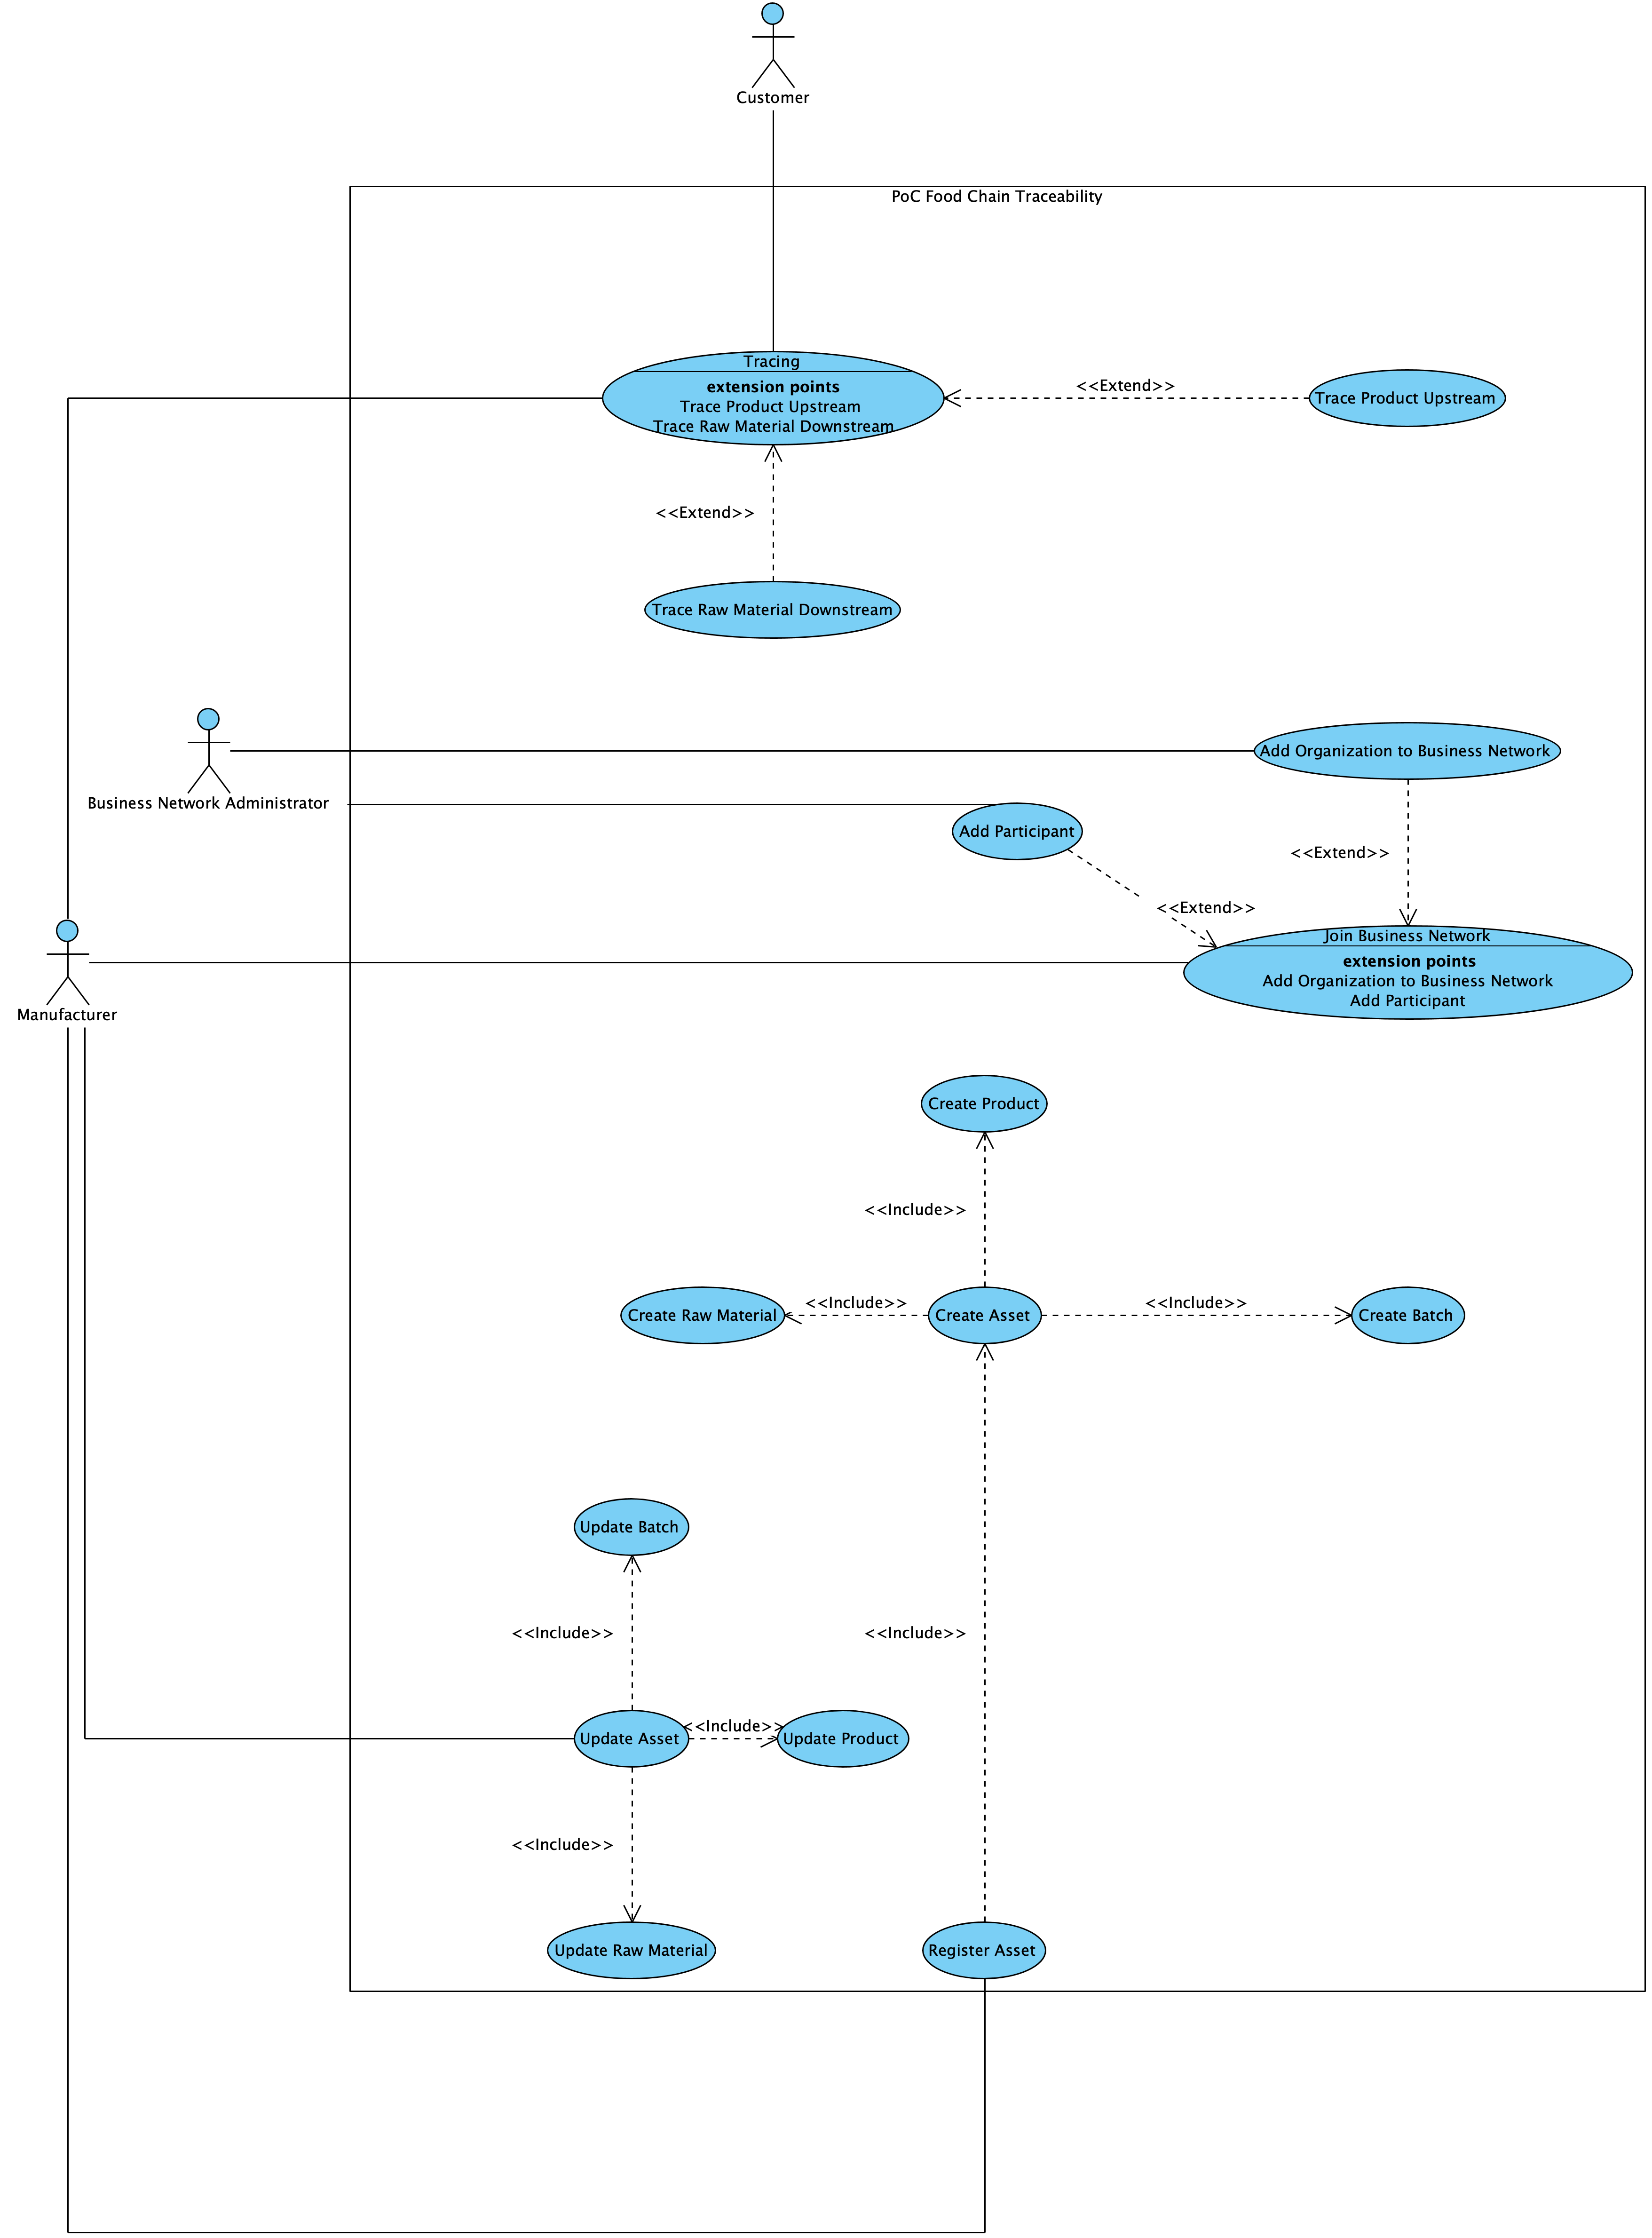 Customer
PoC Food Chain Traceability
Tracing
extension points
Trace Product Upstream
Trace Raw Material Downstream
<<Extend>>
Trace Product Upstream
<<Extend>>
Trace Raw Material Downstream
Business Network Administrator
Add Organization to Business Network
Add Participant
<<Extend>>
<<Extend>>
Join Business Network
extension points
Add Organization to Business Network
Add Participant
Manufacturer
Create Product
<<Include>>
Create Raw Material
<<Include>>
Create Asset
<<Include>>
Create Batch
Update Batch
<<Include>>
<<Include>>
Update Asset
<<Include>>
Update Product
<<Include>>
Update Raw Material
Register Asset